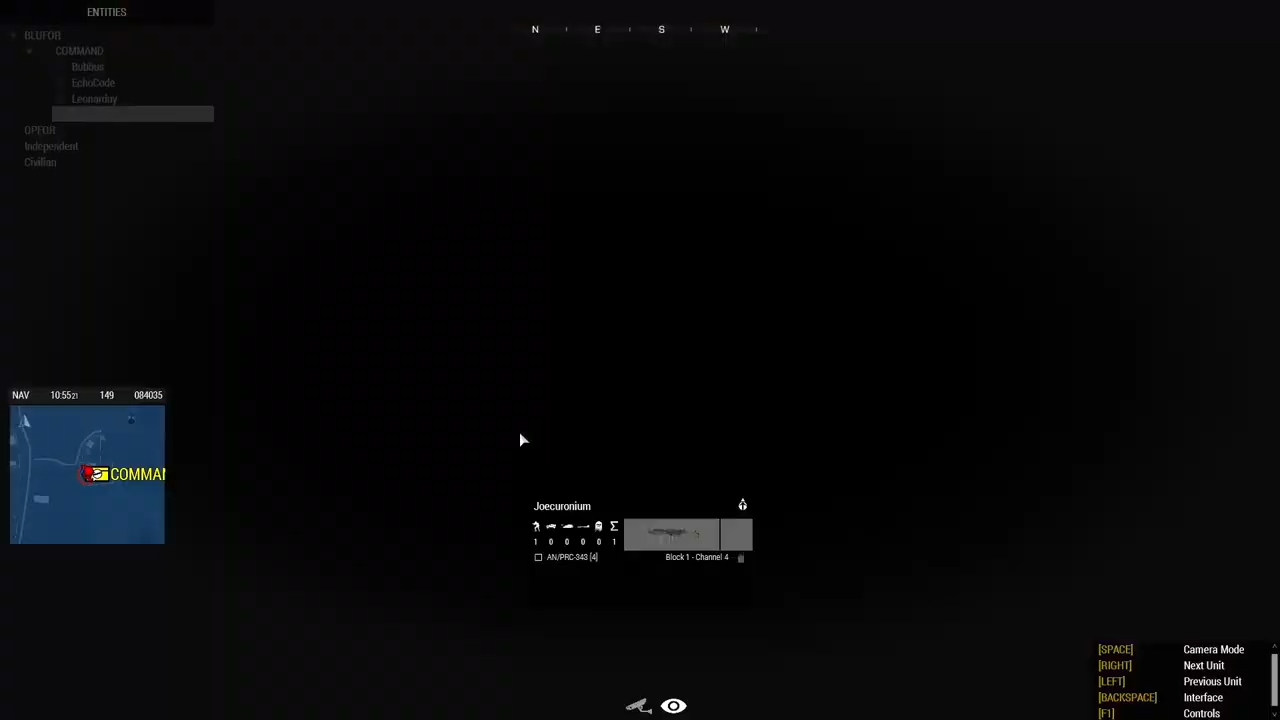 ENTITIES
BLUFOR
COMMAND
Bubbus
EchoCode
Leonarduy
OPFOR
Independent
Civilian
N E S W
NAV 10:55 21 149 084035
COMMAN
Joecuronium
1 0 0 0 0 1
AN/PRC-343 [4] Block 1 - Channel 4
[SPACE] Camera Mode
[RIGHT] Next Unit
[LEFT] Previous Unit
[BACKSPACE] Interface
[F1] Controls